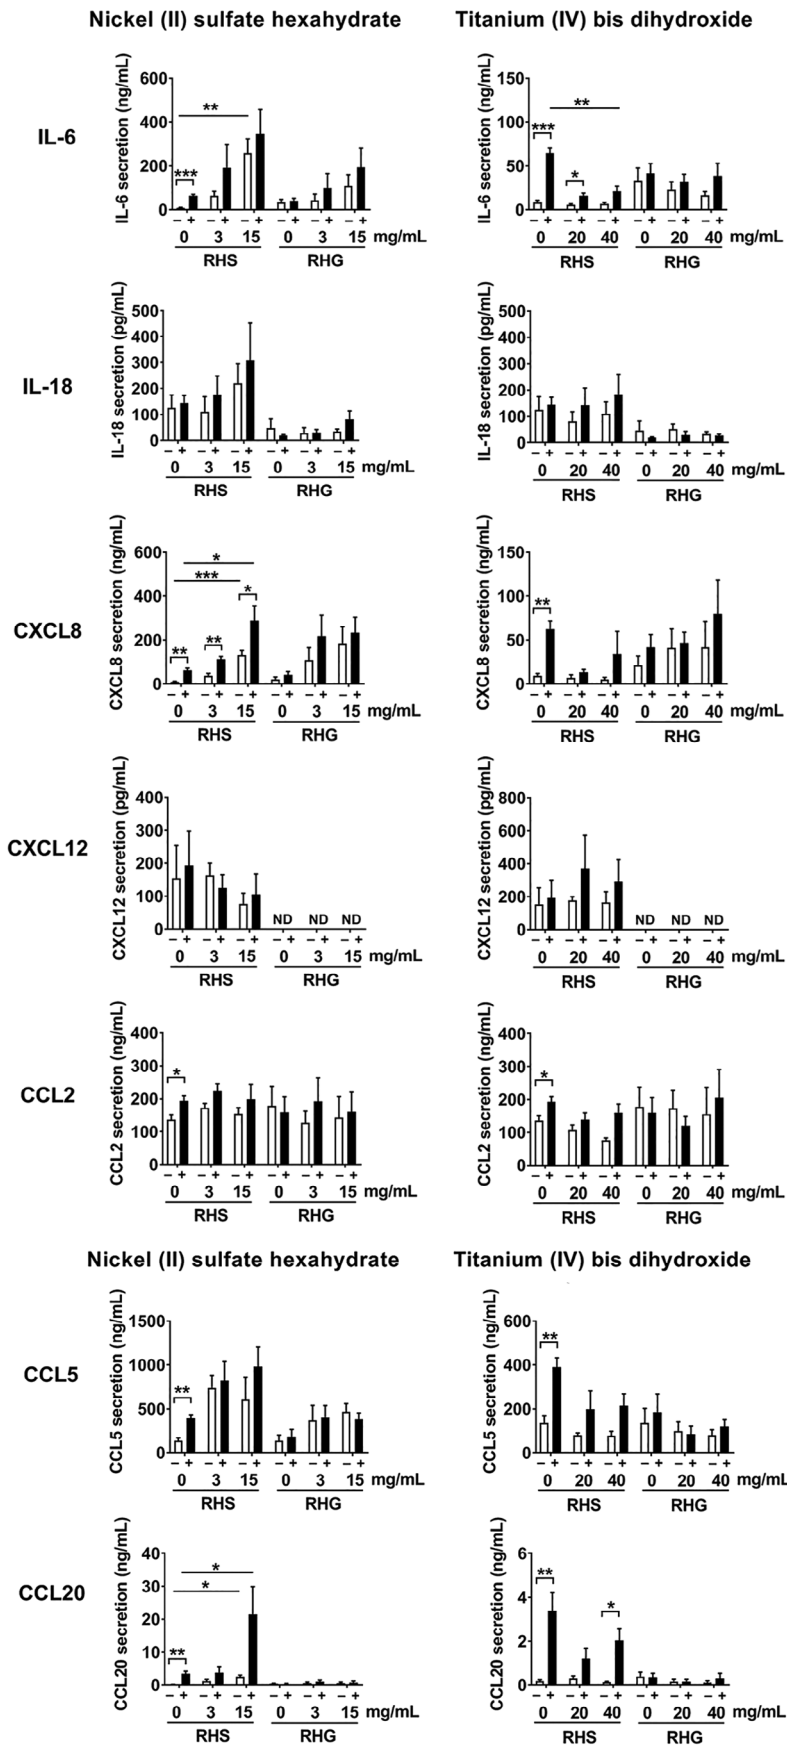 Nickel (II) sulfate hexahydrate Titanium (IV) bis dihydroxide
IL-6
IL-6 secretion (ng/mL)
600
400
200
0
** ***
– + – + – + – + – + – +
0 3 15 0 3 15 mg/mL
RHS RHG
IL-6 secretion (ng/mL)
150
100
50
0
** *** *
– + – + – + – + – + – +
0 20 40 0 20 40 mg/mL
RHS RHG
IL-18
IL-18 secretion (pg/mL)
500
400
300
200
100
0
– + – + – + – + – + – +
0 3 15 0 3 15 mg/mL
RHS RHG
IL-18 secretion (pg/mL)
500
400
300
200
100
0
– + – + – + – + – + – +
0 20 40 0 20 40 mg/mL
RHS RHG
CXCL8
CXCL8 secretion (ng/mL)
600
400
200
0
* *** * ** **
– + – + – + – + – + – +
0 3 15 0 3 15 mg/mL
RHS RHG
CXCL8 secretion (ng/mL)
150
100
50
0
**
– + – + – + – + – + – +
0 20 40 0 20 40 mg/mL
RHS RHG
CXCL12
CXCL12 secretion (pg/mL)
400
300
200
100
0
ND ND ND
– + – + – + – + – + – +
0 3 15 0 3 15 mg/mL
RHS RHG
CXCL12 secretion (pg/mL)
800
600
400
200
0
ND ND ND
– + – + – + – + – + – +
0 20 40 0 20 40 mg/mL
RHS RHG
CCL2
CCL2 secretion (ng/mL)
400
300
200
100
0
*
– + – + – + – + – + – +
0 3 15 0 3 15 mg/mL
RHS RHG
CCL2 secretion (ng/mL)
400
300
200
100
0
*
– + – + – + – + – + – +
0 20 40 0 20 40 mg/mL
RHS RHG
Nickel (II) sulfate hexahydrate Titanium (IV) bis dihydroxide
CCL5
CCL5 secretion (ng/mL)
1500
1000
500
0
**
– + – + – + – + – + – +
0 3 15 0 3 15 mg/mL
RHS RHG
CCL5 secretion (ng/mL)
600
400
200
0
**
– + – + – + – + – + – +
0 20 40 0 20 40 mg/mL
RHS RHG
CCL20
CCL20 secretion (ng/mL)
40
30
20
10
0
* * **
– + – + – + – + – + – +
0 3 15 0 3 15 mg/mL
RHS RHG
CCL20 secretion (ng/mL)
6
4
2
0
** *
– + – + – + – + – + – +
0 20 40 0 20 40 mg/mL
RHS RHG